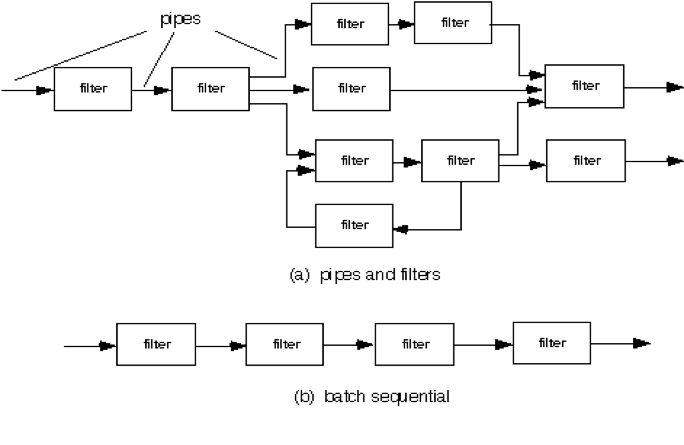 pipes
filter filter
filter filter filter filter filter
filter filter filter
filter
(a) pipes and filters
filter filter filter filter
(b) batch sequential